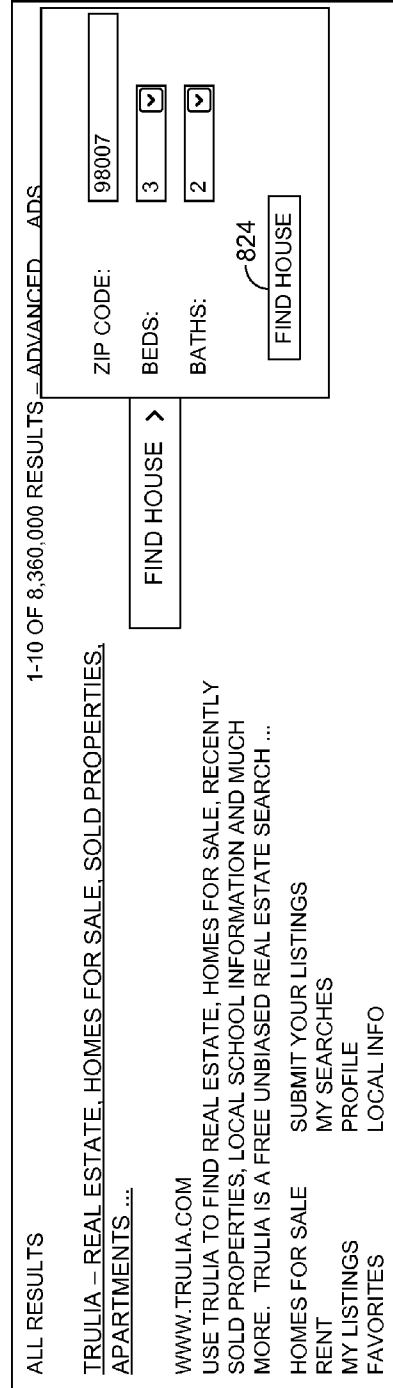 ALL RESULTS 1-10 OF 8,360,000 RESULTS – ADVANCED ADS
TRULIA – REAL ESTATE, HOMES FOR SALE, SOLD PROPERTIES,
APARTMENTS ...
WWW.TRULIA.COM
USE TRULIA TO FIND REAL ESTATE, HOMES FOR SALE, RECENTLY
SOLD PROPERTIES, LOCAL SCHOOL INFORMATION AND MUCH
MORE. TRULIA IS A FREE UNBIASED REAL ESTATE SEARCH ...
HOMES FOR SALE SUBMIT YOUR LISTINGS
RENT MY SEARCHES
MY LISTINGS PROFILE
FAVORITES LOCAL INFO
FIND HOUSE >
ZIP CODE: 98007
BEDS: 3
BATHS: 2
824
FIND HOUSE